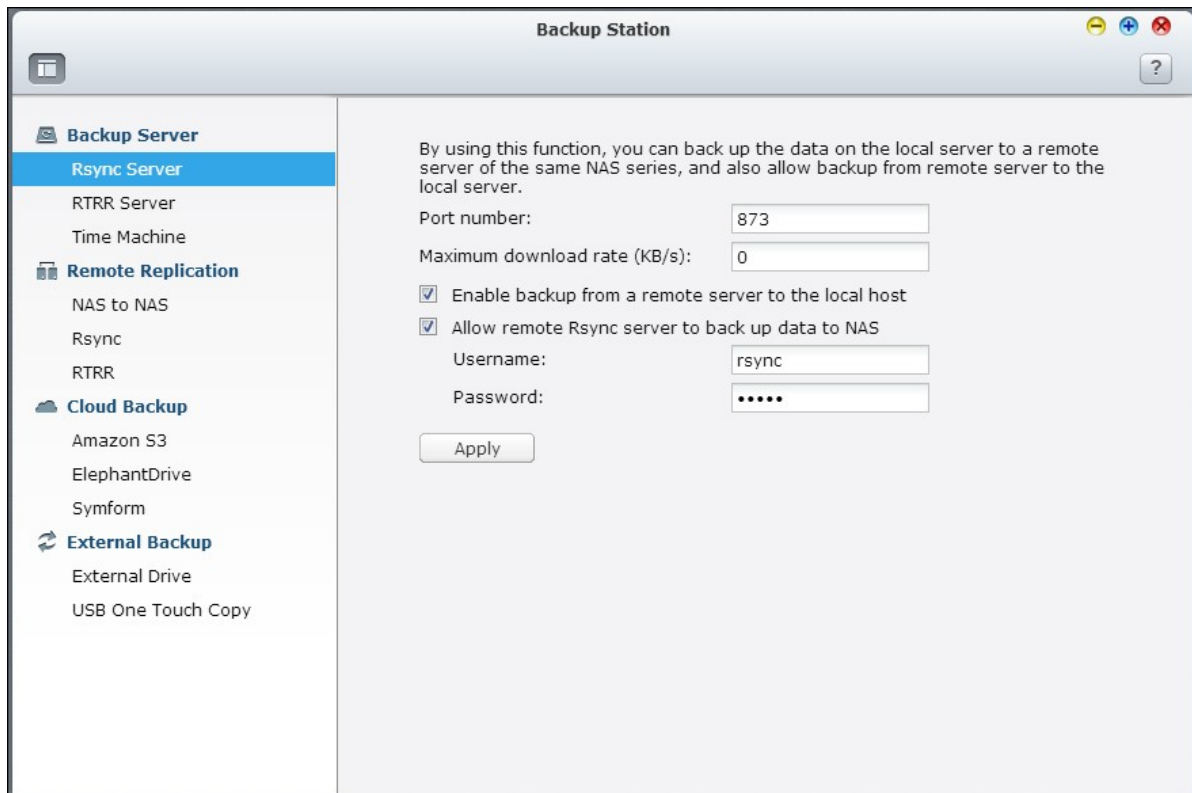 Backup Station
?
Backup Server
Rsync Server
RTRR Server
Time Machine
Remote Replication
NAS to NAS
Rsync
RTRR
Cloud Backup
Amazon S3
ElephantDrive
Symform
External Backup
External Drive
USB One Touch Copy
By using this function, you can back up the data on the local server to a remote
server of the same NAS series, and also allow backup from remote server to the
local server.
Port number: 873
Maximum download rate (KB/s): 0
Enable backup from a remote server to the local host
Allow remote Rsync server to back up data to NAS
Username: rsync
Password: •••••
Apply